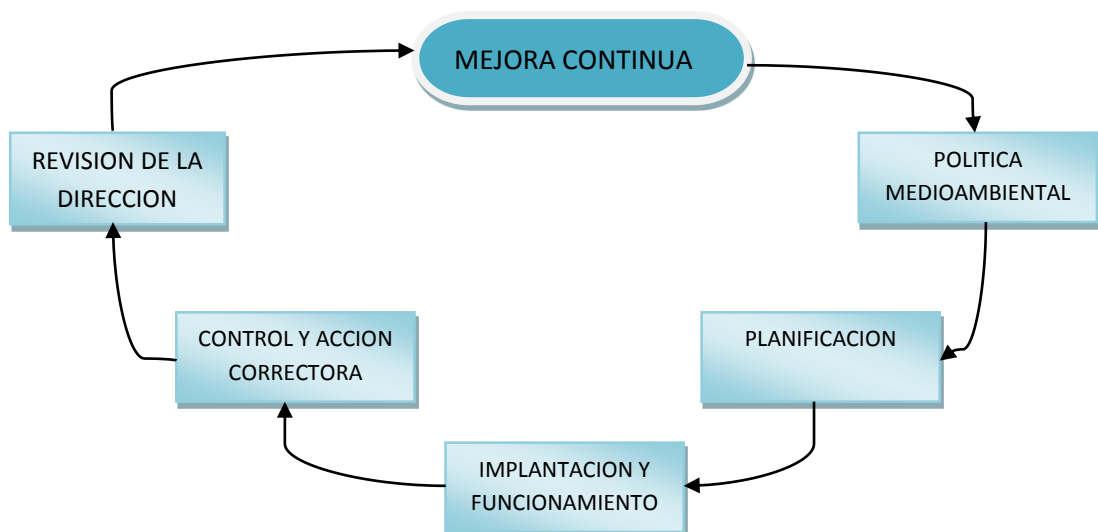 MEJORA CONTINUA
POLITICA
MEDIOAMBIENTAL
PLANIFICACION
IMPLANTACION Y
FUNCIONAMIENTO
CONTROL Y ACCION
CORRECTORA
REVISION DE LA
DIRECCION